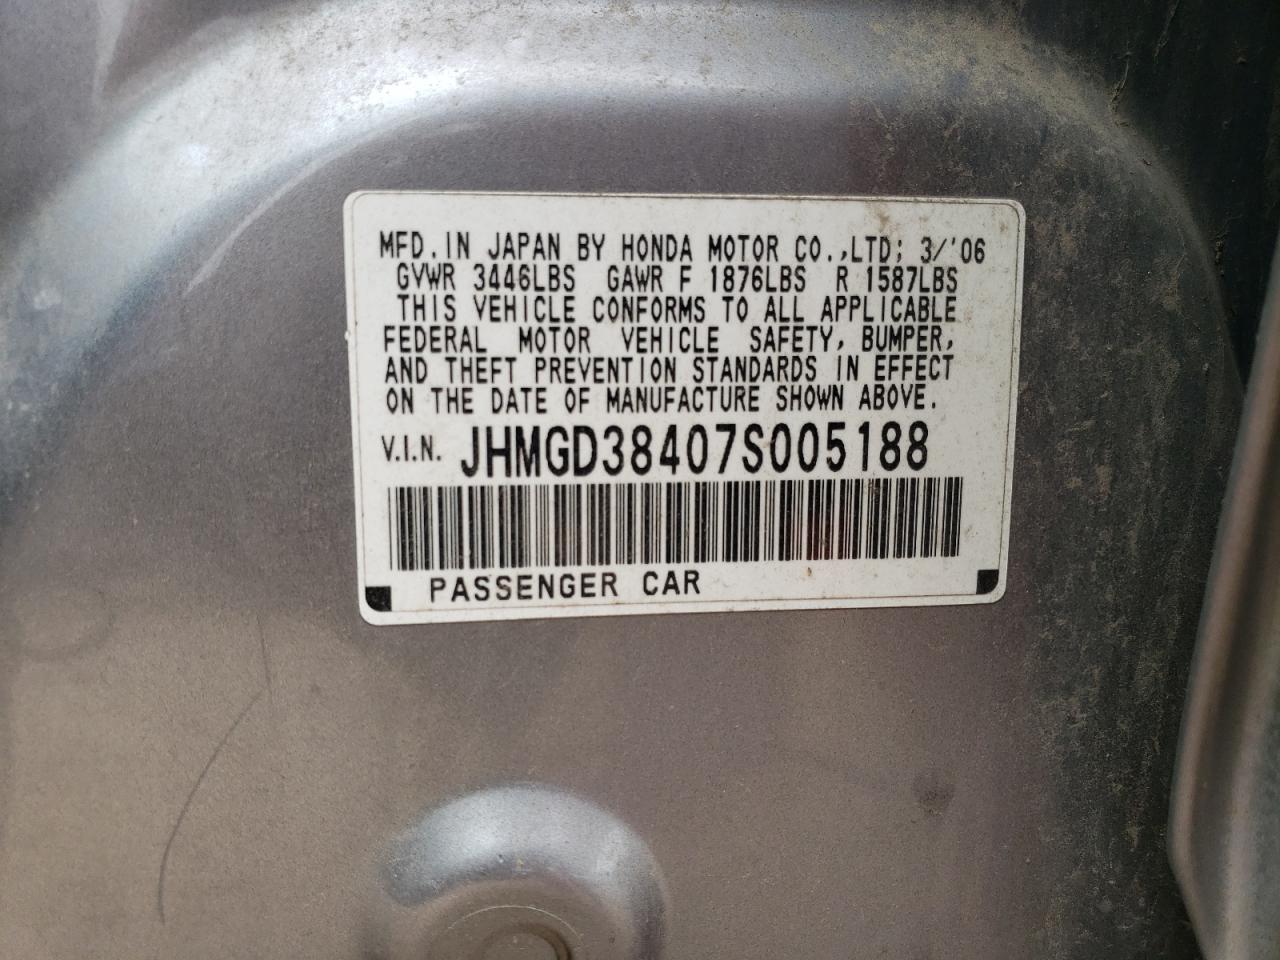 MFD. IN JAPAN BY HONDA MOTOR CO.,LTD; 3/'06
GVWR 3446LBS GAWR F 1876LBS R 1587LBS
THIS VEHICLE CONFORMS TO ALL APPLICABLE
FEDERAL MOTOR VEHICLE SAFETY, BUMPER,
AND THEFT PREVENTION STANDARDS IN EFFECT
ON THE DATE OF MANUFACTURE SHOWN ABOVE.
V.I.N. JHMGD38407S005188
PASSENGER CAR